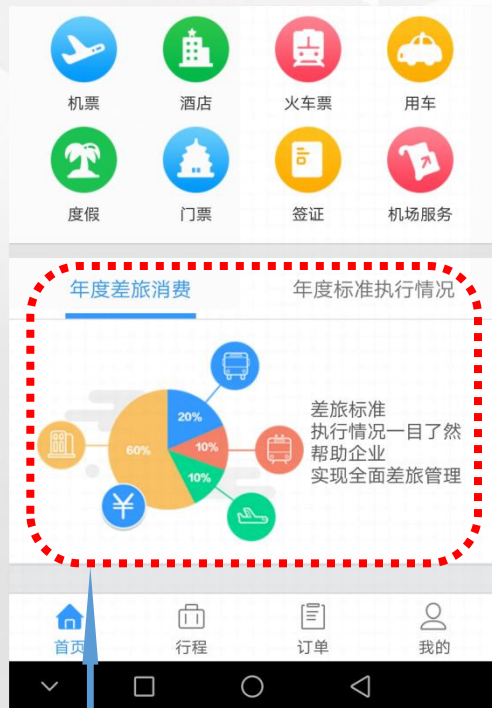 机票 酒店 火车票 用车
度假 门票 签证 机场服务
年度差旅消费 年度标准执行情况
20%
60% 10%
10%
¥
差旅标准
执行情况一目了然
帮助企业
实现全面差旅管理
首页 行程 订单 我的